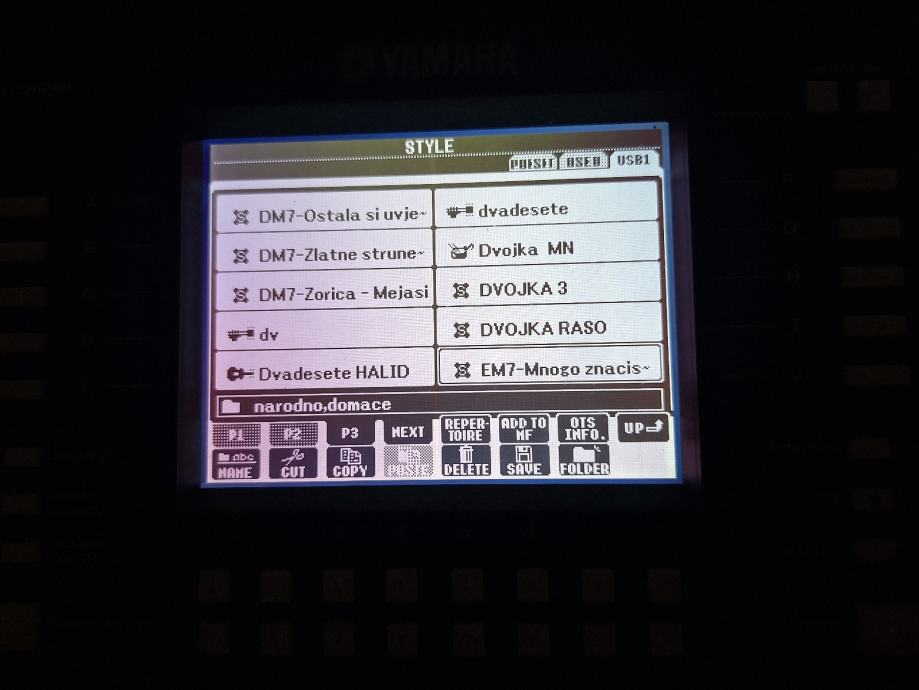 YAMAHA
STYLE
PRESET USER USB1
DM7-Ostala si uvje~
DM7-Zlatne strune~
DM7-Zorica - Mejasi
dv
Dvadesete HALID
dvadesete
Dvojka MN
DVOJKA 3
DVOJKA RASO
EM7-Mnogo znacis~
narodno,domace
P1 P2 P3 NEXT REPER-
TOIRE ADD TO
MF OTS
INFO. UP
abc
NAME CUT COPY PASTE DELETE SAVE FOLDER